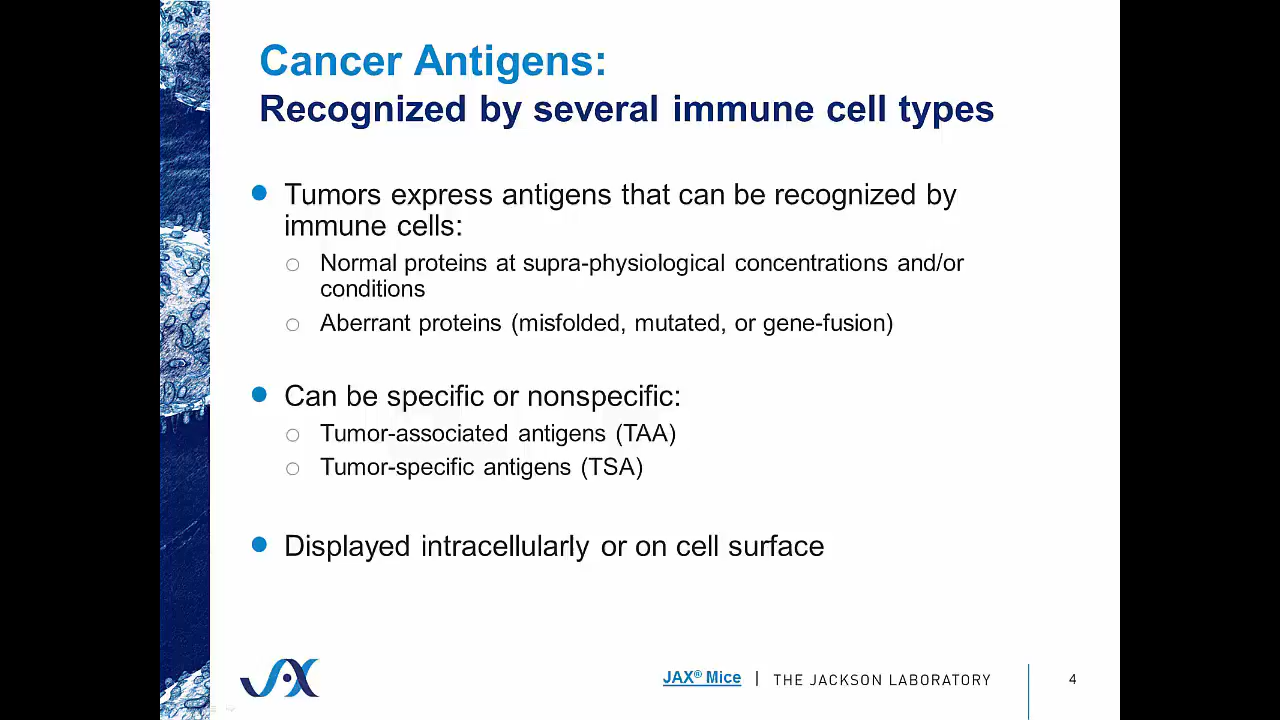 Cancer Antigens:
Recognized by several immune cell types
Tumors express antigens that can be recognized by
immune cells:
Normal proteins at supra-physiological concentrations and/or
conditions
Aberrant proteins (misfolded, mutated, or gene-fusion)
Can be specific or nonspecific:
Tumor-associated antigens (TAA)
Tumor-specific antigens (TSA)
Displayed intracellularly or on cell surface
JAX
JAX® Mice | THE JACKSON LABORATORY 4